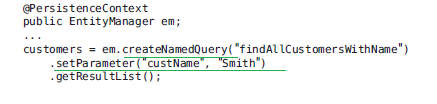 @PersistenceContext
public EntityManager em;
...
customers = em.createNamedQuery("findAllCustomersWithName")
    .setParameter("custName", "Smith")
    .getResultList();